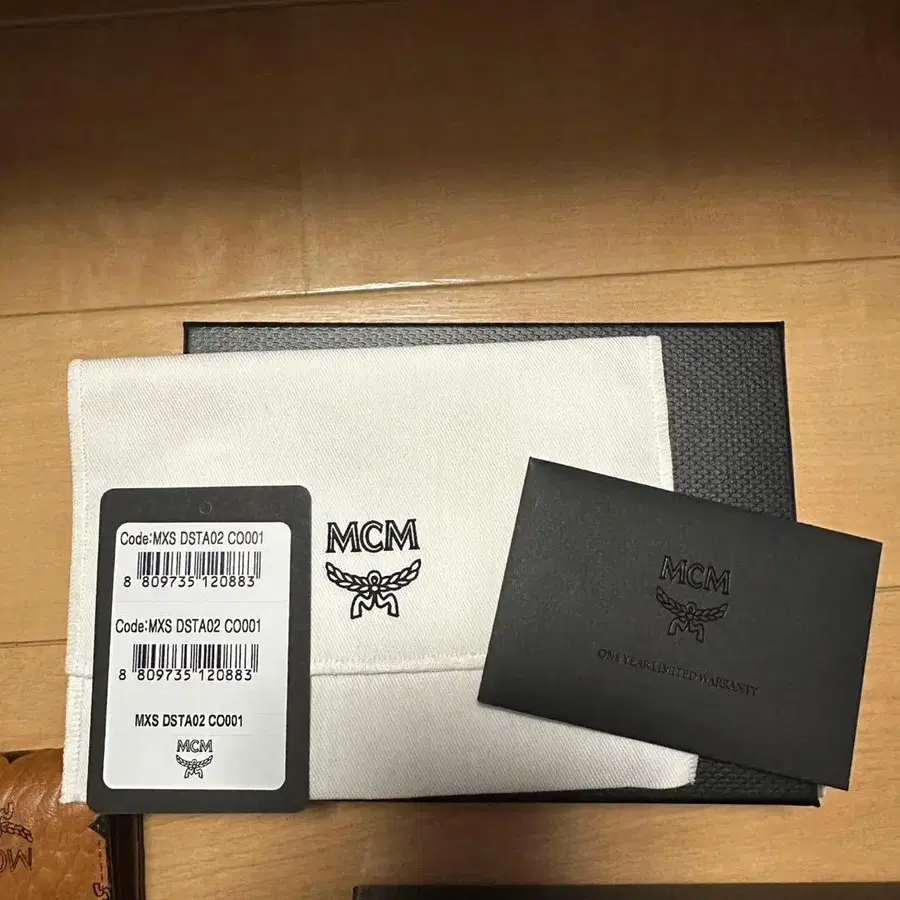 Code:MXS DSTA02 CO001
8 809735 120883
Code:MXS DSTA02 CO001
8 809735 120883
MXS DSTA02 CO001
MCM
MCM
MCM
ONE YEAR LIMITED WARRANTY
MCM